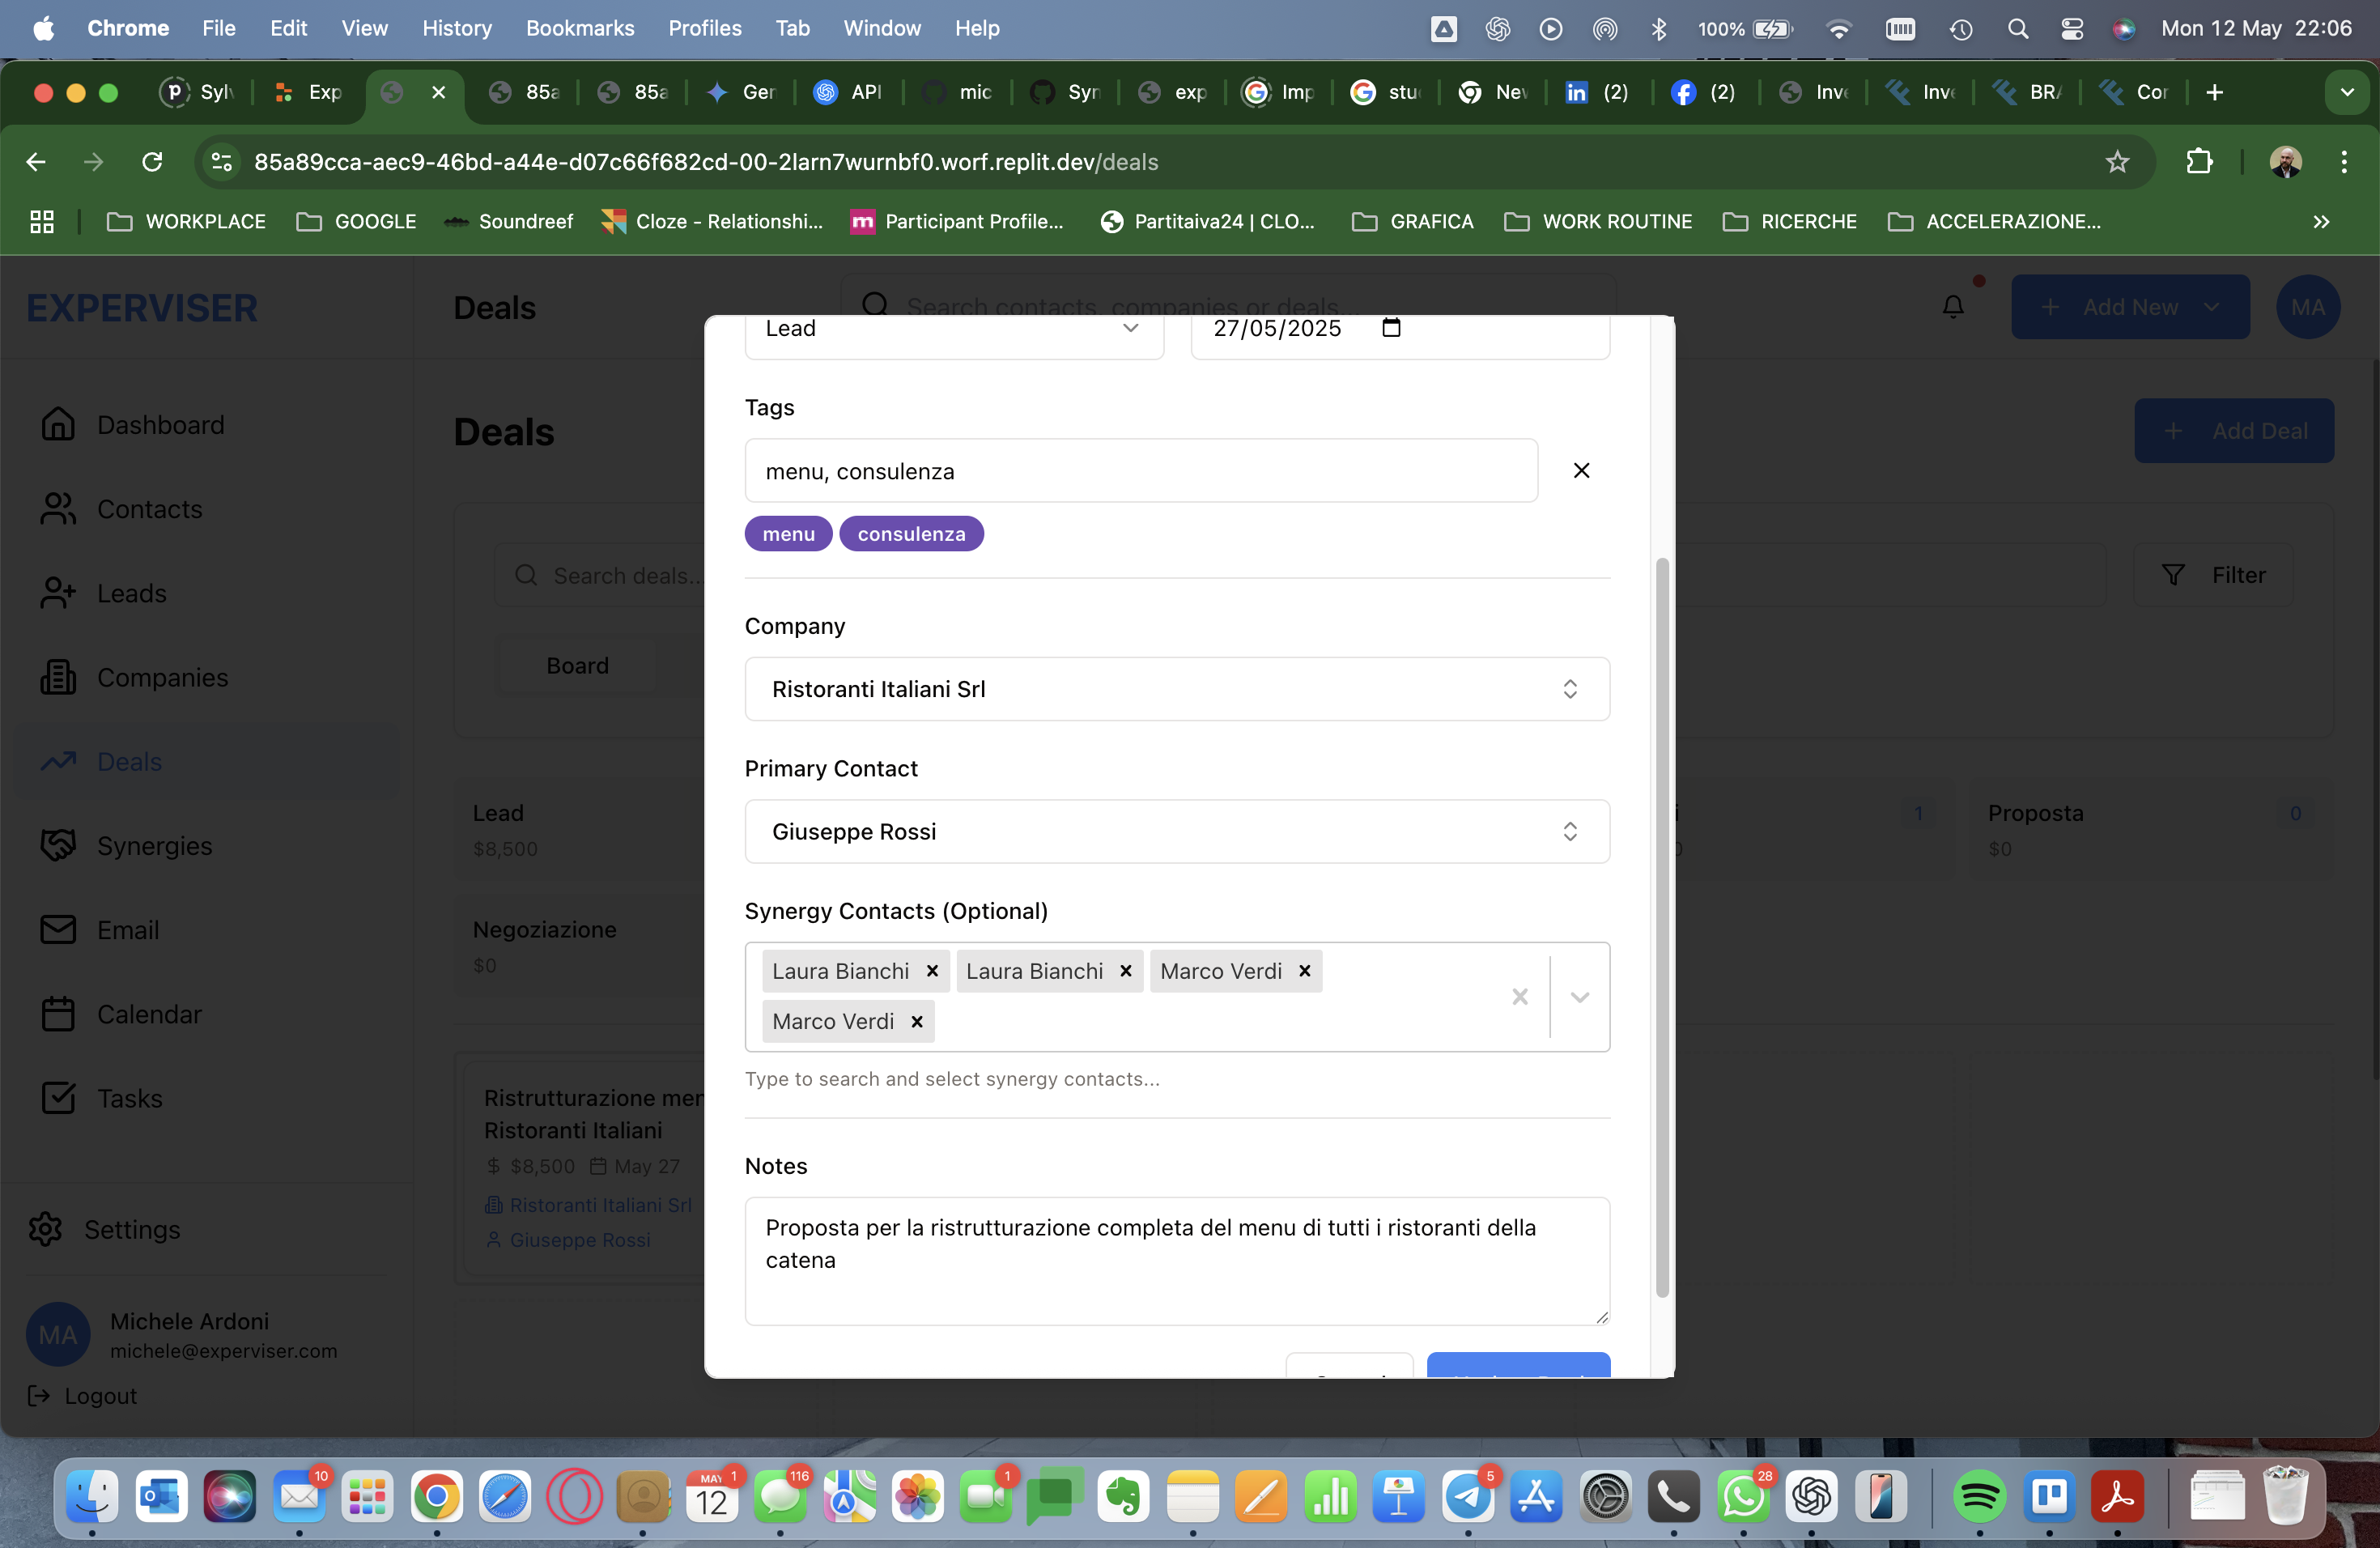 Chrome File Edit View History Bookmarks Profiles Tab Window Help 100% Mon 12 May 22:06
Sylv Exp 85a 85a Ger API mic Syn exp Imp stu Nev (2) (2) Inve Inve BRA Cor
85a89cca-aec9-46bd-a44e-d07c66f682cd-00-2larn7wurnbf0.worf.replit.dev/deals
WORKPLACE GOOGLE Soundreef Cloze - Relationshi... Participant Profile... Partitaiva24 | CLO... GRAFICA WORK ROUTINE RICERCHE ACCELERAZIONE...
EXPERVISER
Deals
Search contacts, companies or deals...
Add New
MA
Dashboard
Contacts
Leads
Companies
Deals
Synergies
Email
Calendar
Tasks
Settings
MA
Michele Ardoni
michele@experviser.com
Logout
Deals
Add Deal
Search deals...
Filter
Board
Lead
$8,500
1
Proposta
0
$0
Negoziazione
$0
Ristrutturazione mer
Ristoranti Italiani
$8,500 May 27
Ristoranti Italiani Srl
Giuseppe Rossi
Lead
27/05/2025
Tags
menu, consulenza
menu consulenza
Company
Ristoranti Italiani Srl
Primary Contact
Giuseppe Rossi
Synergy Contacts (Optional)
Laura Bianchi Laura Bianchi Marco Verdi
Marco Verdi
Type to search and select synergy contacts...
Notes
Proposta per la ristrutturazione completa del menu di tutti i ristoranti della
catena
10 MAY 12 1 116 1 5 28